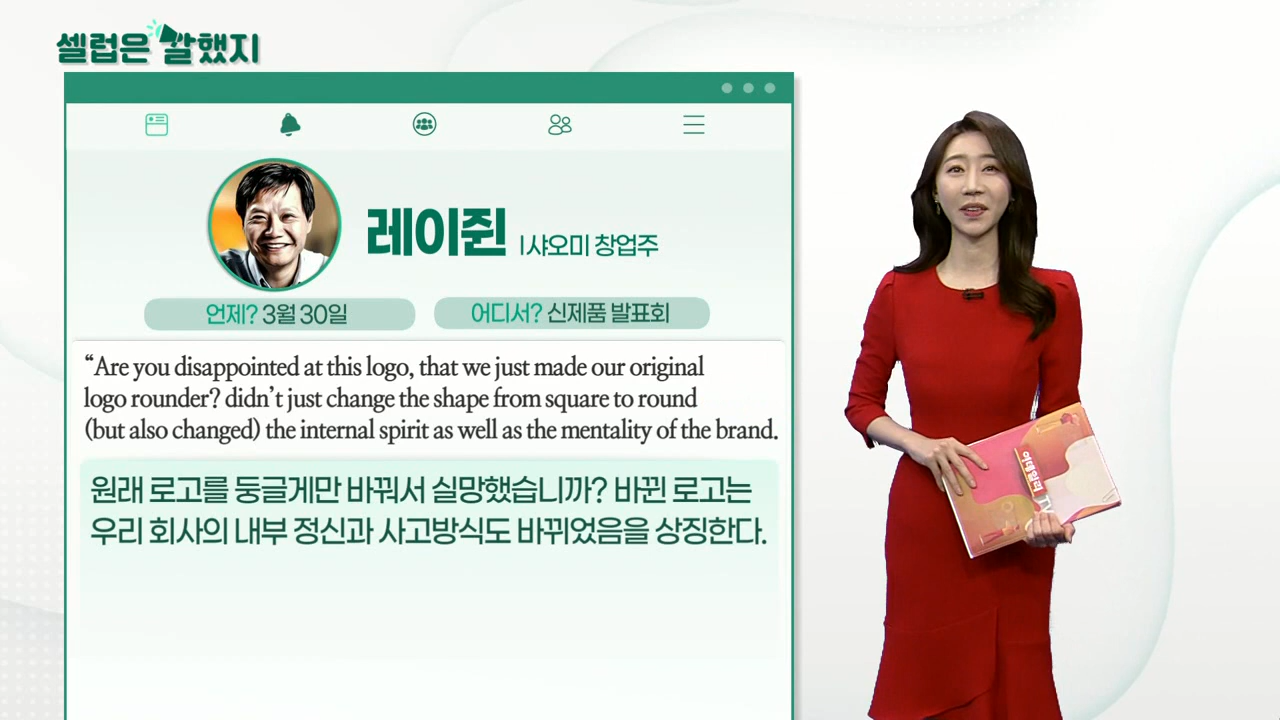 셀럽은 말했지
레이쥔 | 샤오미 창업주
언제? 3월 30일
어디서? 신제품 발표회
“Are you disappointed at this logo, that we just made our original
logo rounder? didn’t just change the shape from square to round
(but also changed) the internal spirit as well as the mentality of the brand.
원래 로고를 둥글게만 바꿔서 실망했습니까? 바뀐 로고는
우리 회사의 내부 정신과 사고방식도 바뀌었음을 상징한다.
이데일리 TV